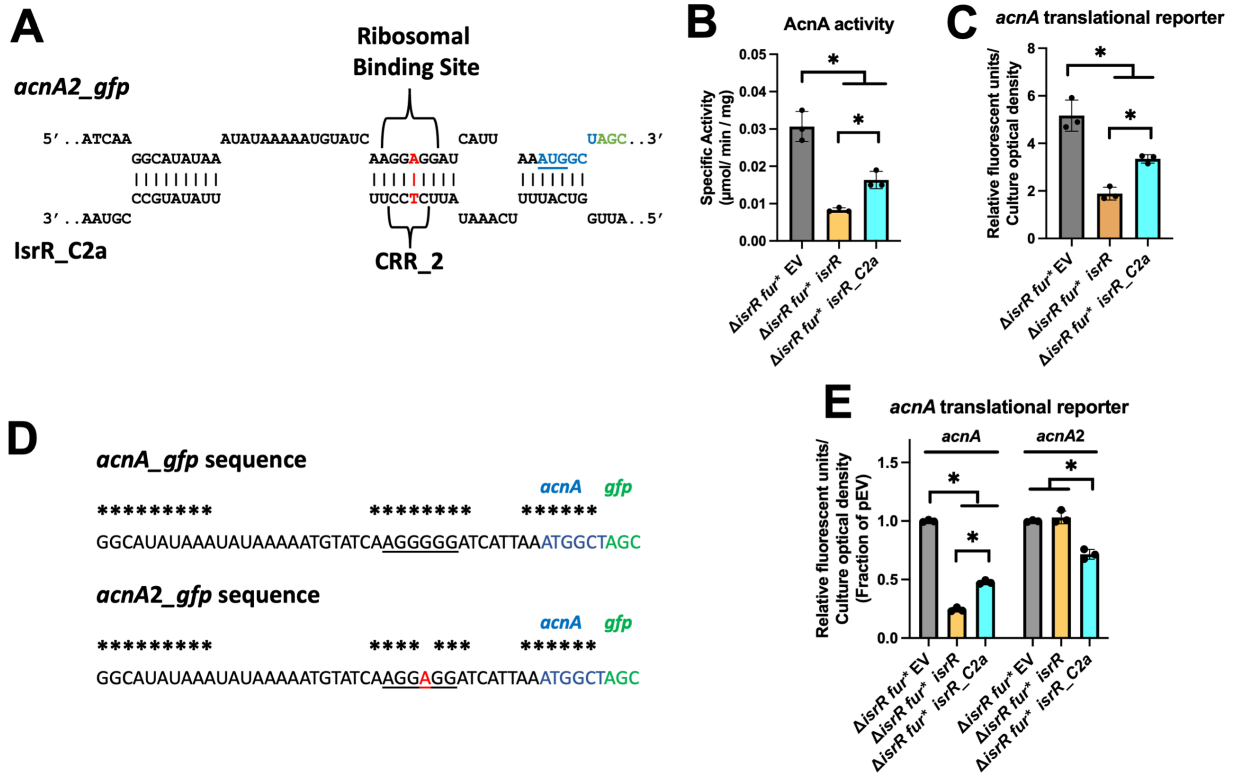 A
Ribosomal
Binding Site
acnA2_gfp
5’ ..ATCAA AUAUAAAAAUGUAUC CAUU UAGC..3’
GGCAUAUAA AAGGAGGAU AAAUGGC
CCGUAUAUU UUCCTCUUA UUUACUG
3’ ..AAUGC UAAACU GUUA..5’
IsrR_C2a
CRR_2
B
AcnA activity
Specific Activity
(µmol/ min / mg)
0.05
0.04
0.03
0.02
0.01
0.00
*
*
ΔisrR fur* EV
ΔisrR fur* isrR
ΔisrR fur* isrR_C2a
C
acnA translational reporter
Relative fluorescent units/
Culture optical density
8
6
4
2
0
*
*
ΔisrR fur* EV
ΔisrR fur* isrR
ΔisrR fur* isrR_C2a
D
acnA_gfp sequence
acnA gfp
********* ******** ******
GGCATATAAATATAAAAATGTATCAAGGGGGATCATTAAATGGCTAGC
acnA2_gfp sequence
acnA gfp
********* **** *** ******
GGCATATAAATATAAAAATGTATCAAGGAGGATCATTAAATGGCTAGC
E
acnA translational reporter
acnA acnA2
Relative fluorescent units/
Culture optical density
(Fraction of pEV)
1.5
1.0
0.5
0.0
*
*
*
ΔisrR fur* EV
ΔisrR fur* isrR
ΔisrR fur* isrR_C2a
ΔisrR fur* EV
ΔisrR fur* isrR
ΔisrR fur* isrR_C2a